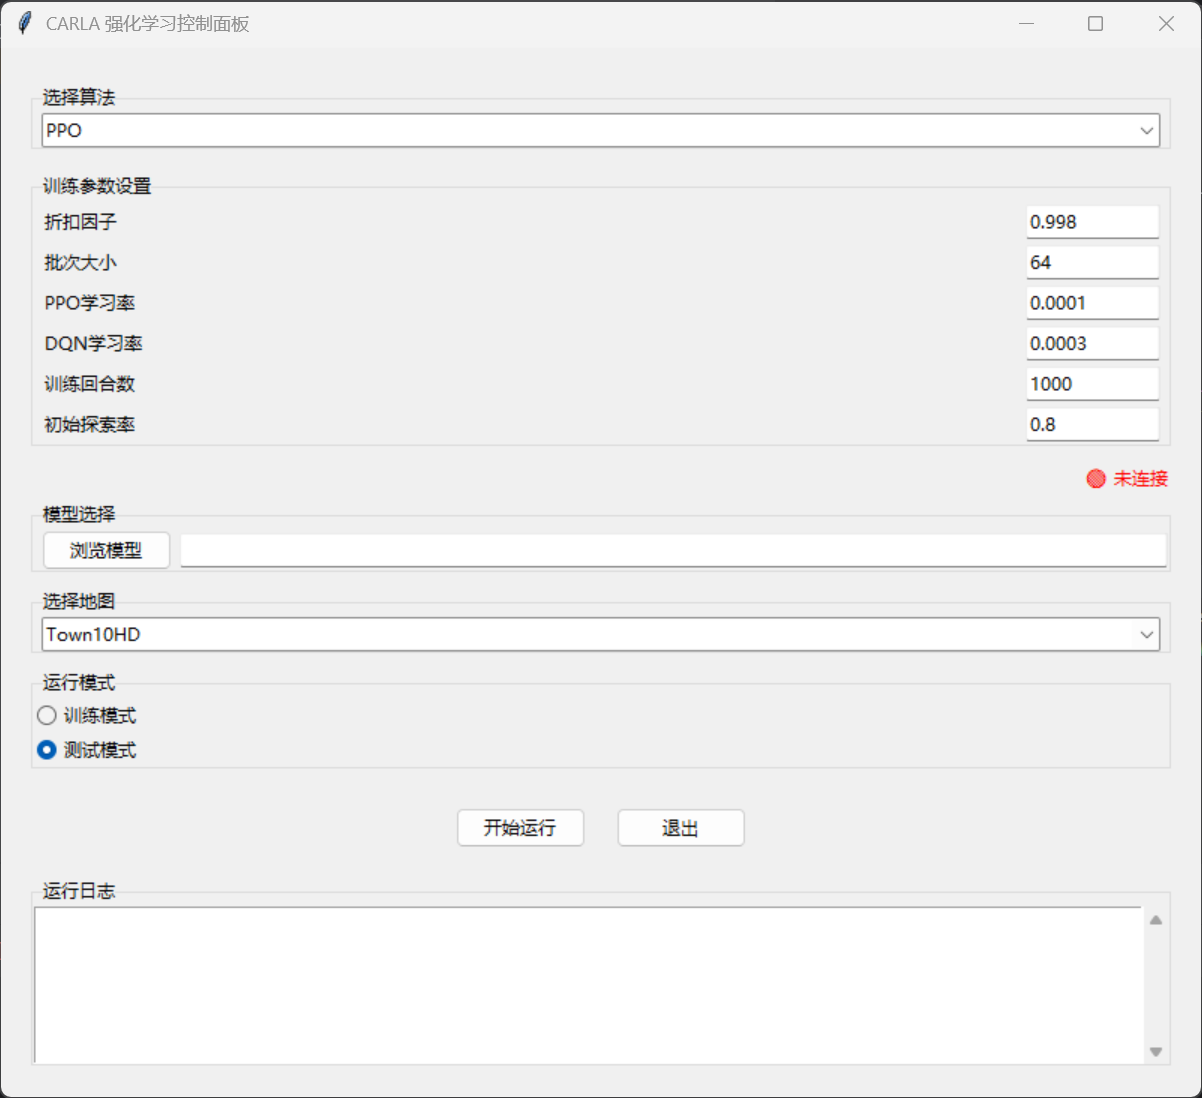 CARLA 强化学习控制面板
选择算法
PPO
训练参数设置
折扣因子 0.998
批次大小 64
PPO学习率 0.0001
DQN学习率 0.0003
训练回合数 1000
初始探索率 0.8
未连接
模型选择
浏览模型
选择地图
Town10HD
运行模式
训练模式
测试模式
开始运行 退出
运行日志